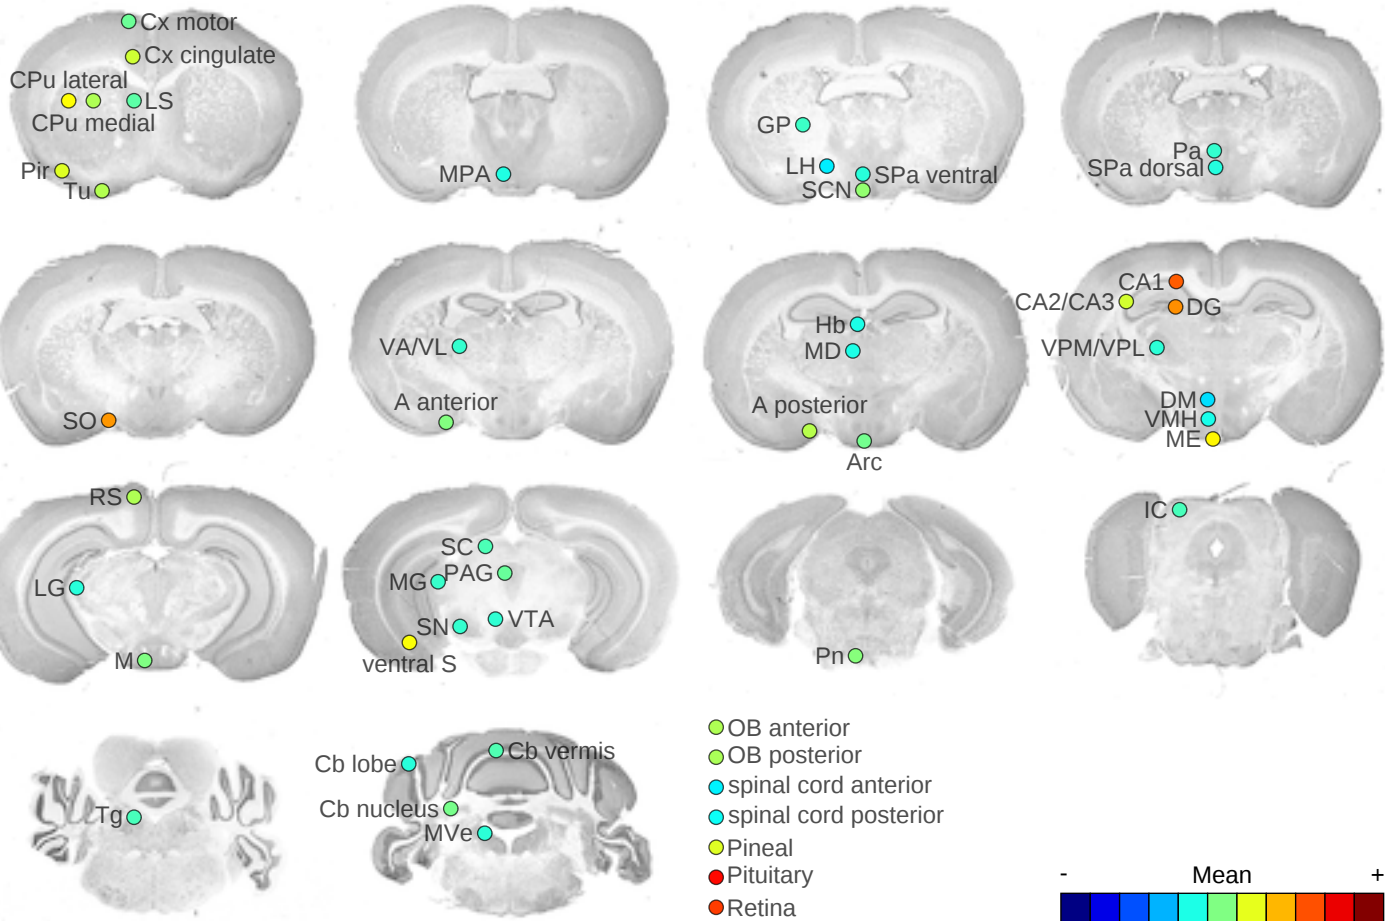 Cx motor
Cx cingulate
CPu lateral
LS
CPu medial
Pir
Tu
MPA
GP
LH
SPa ventral
SCN
Pa
SPa dorsal
SO
VA/VL
A anterior
Hb
MD
A posterior
Arc
CA1
CA2/CA3
DG
VPM/VPL
DM
VMH
ME
RS
LG
M
SC
PAG
MG
SN
VTA
ventral S
Pn
IC
Tg
Cb lobe
Cb vermis
Cb nucleus
MVe
OB anterior
OB posterior
spinal cord anterior
spinal cord posterior
Pineal
Pituitary
Retina
- Mean +